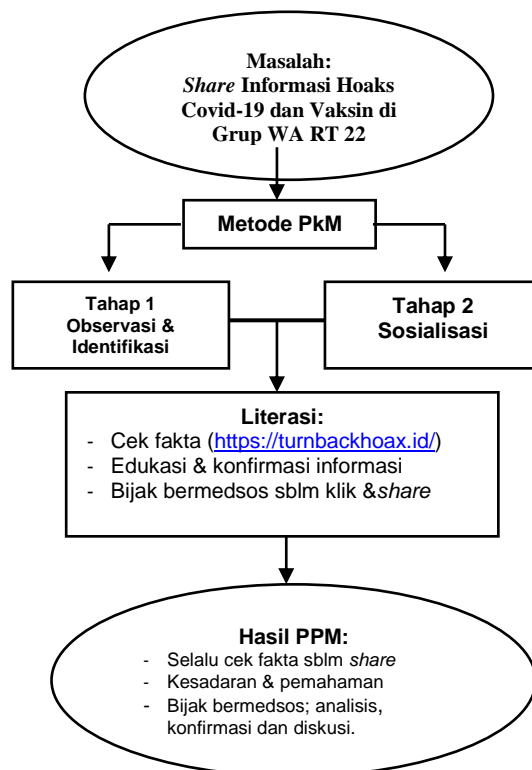 Masalah:
Share Informasi Hoaks
Covid-19 dan Vaksin di
Grup WA RT 22
Metode PkM
Tahap 1
Observasi &
Identifikasi
Tahap 2
Sosialisasi
Literasi:
- Cek fakta (https://turnbackhoax.id/)
- Edukasi & konfirmasi informasi
- Bijak bermedsos sblm klik &share
Hasil PPM:
- Selalu cek fakta sblm share
- Kesadaran & pemahaman
- Bijak bermedsos; analisis,
konfirmasi dan diskusi.